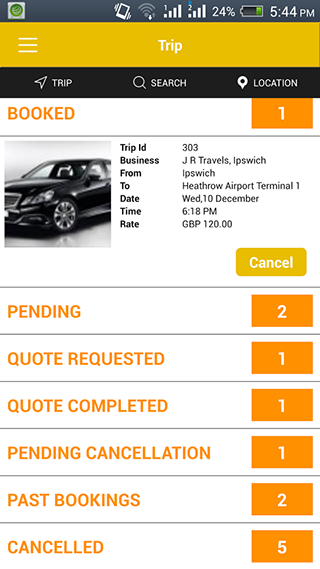 24% 5:44 PM
Trip
TRIP SEARCH LOCATION
BOOKED 1
Trip Id 303
Business J R Travels, Ipswich
From Ipswich
To Heathrow Airport Terminal 1
Date Wed,10 December
Time 6:18 PM
Rate GBP 120.00
Cancel
PENDING 2
QUOTE REQUESTED 1
QUOTE COMPLETED 1
PENDING CANCELLATION 1
PAST BOOKINGS 2
CANCELLED 5